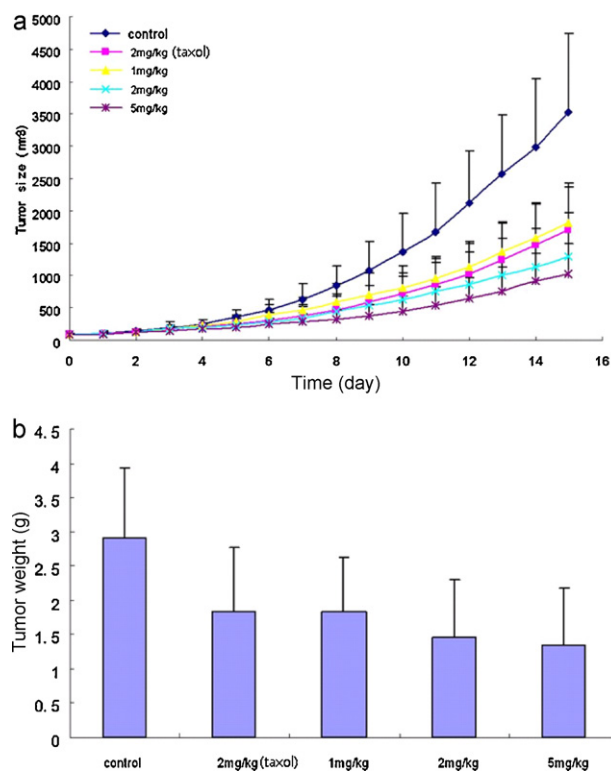 a
5000
4500
4000
3500
3000
2500
2000
1500
1000
500
0
Tumor size (mm3)
control
2mg/kg (taxol)
1mg/kg
2mg/kg
5mg/kg
0 2 4 6 8 10 12 14 16
Time (day)
b
4.5
4
3.5
3
2.5
2
1.5
1
0.5
0
Tumor weight (g)
control 2mg/kg (taxol) 1mg/kg 2mg/kg 5mg/kg